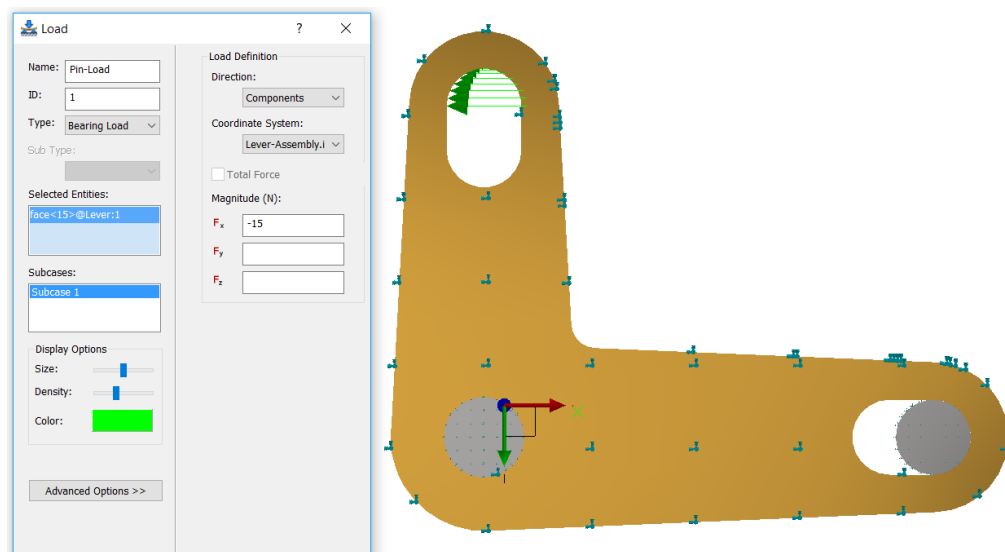 Load
?
Name: Pin-Load
ID: 1
Type: Bearing Load
Sub Type:
Selected Entities:
face<15>@Lever:1
Subcases:
Subcase 1
Display Options
Size:
Density:
Color:
Advanced Options >>
Load Definition
Direction:
Components
Coordinate System:
Lever-Assembly.i
Total Force
Magnitude (N):
Fx -15
Fy
Fz
X